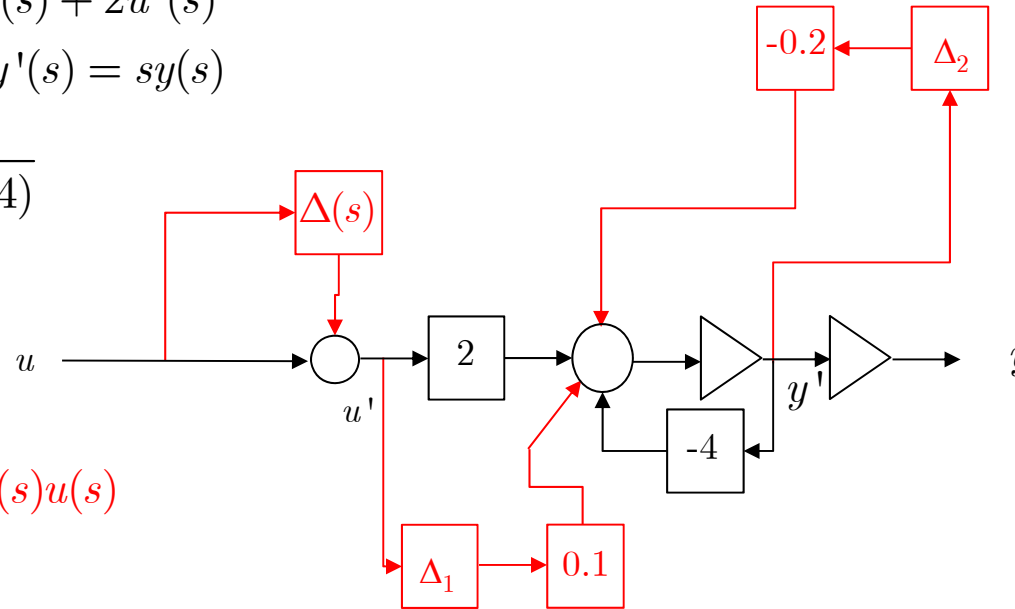 (s) + 2u'(s)
y'(s) = sy(s)
4)
-0.2
Δ₂
Δ(s)
u
2
u'
y'
-4
(s)u(s)
Δ₁
0.1